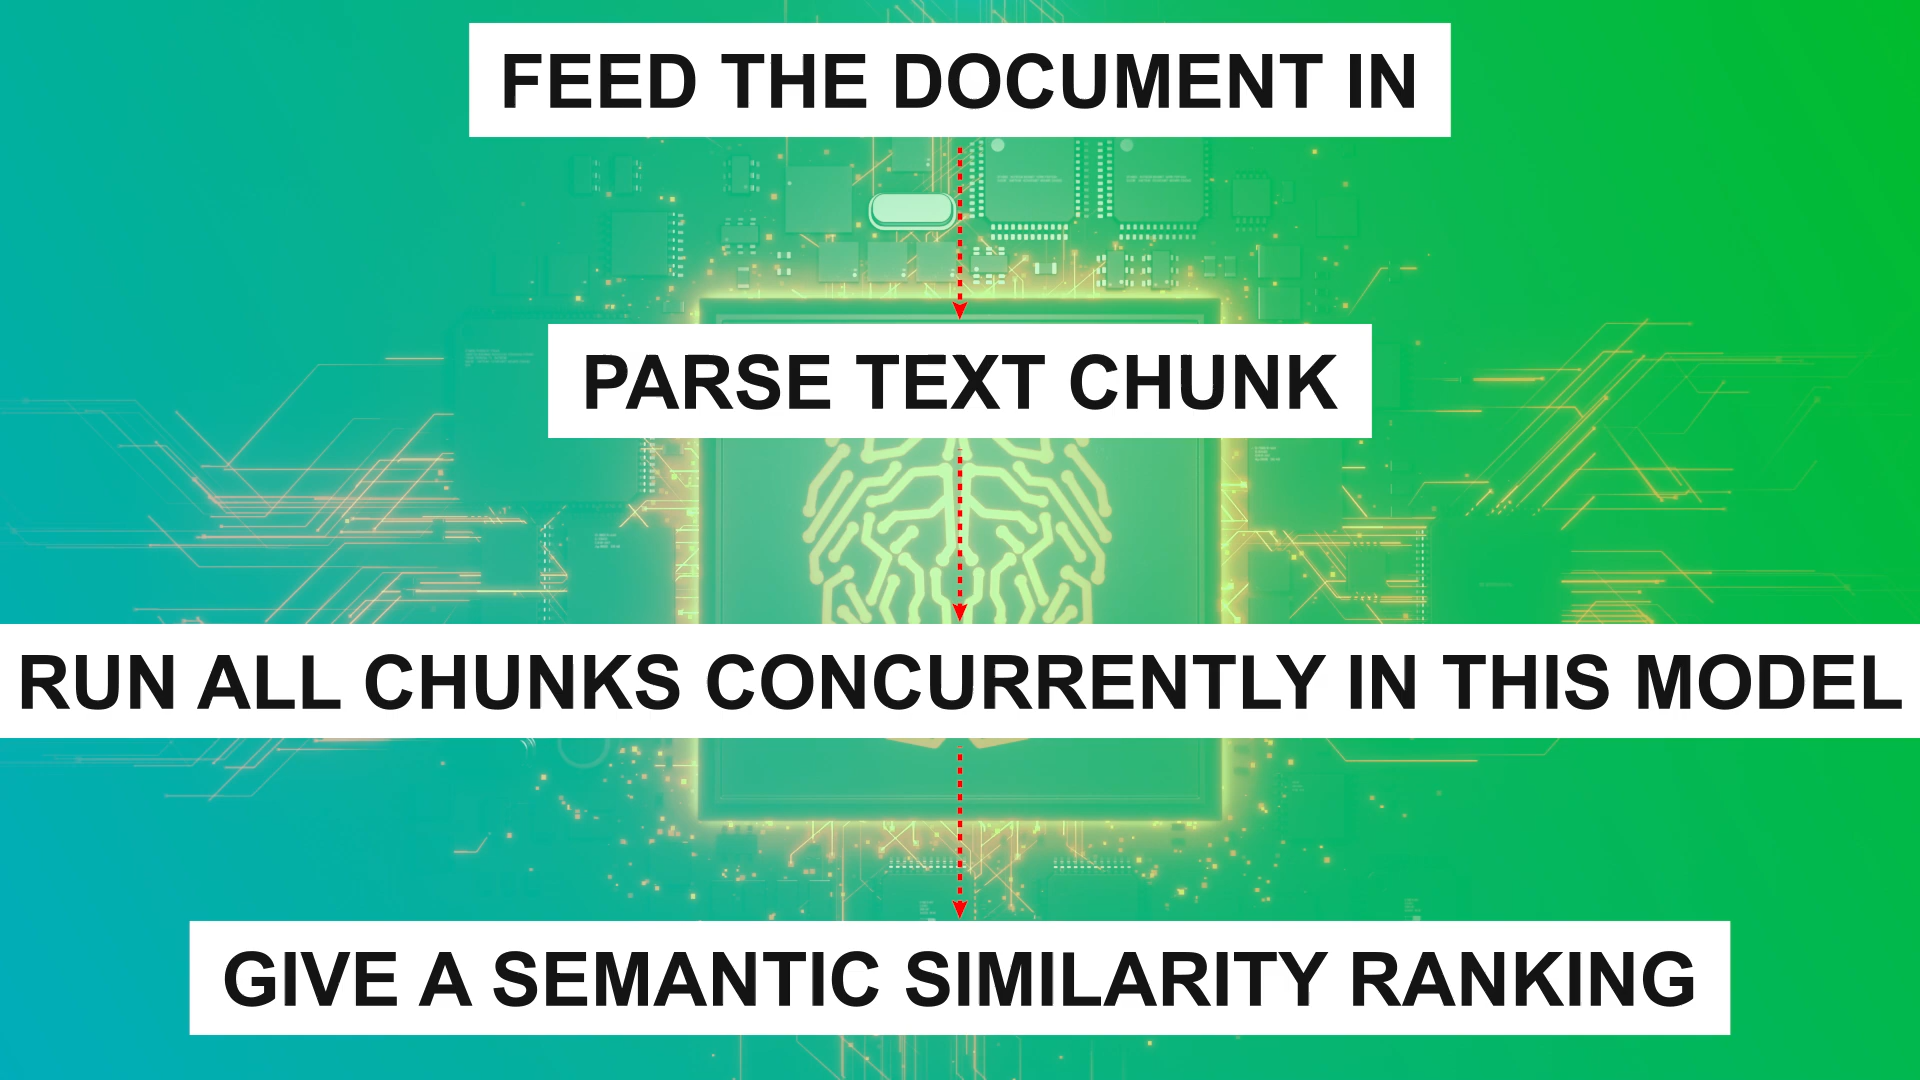 FEED THE DOCUMENT IN
PARSE TEXT CHUNK
RUN ALL CHUNKS CONCURRENTLY IN THIS MODEL
GIVE A SEMANTIC SIMILARITY RANKING